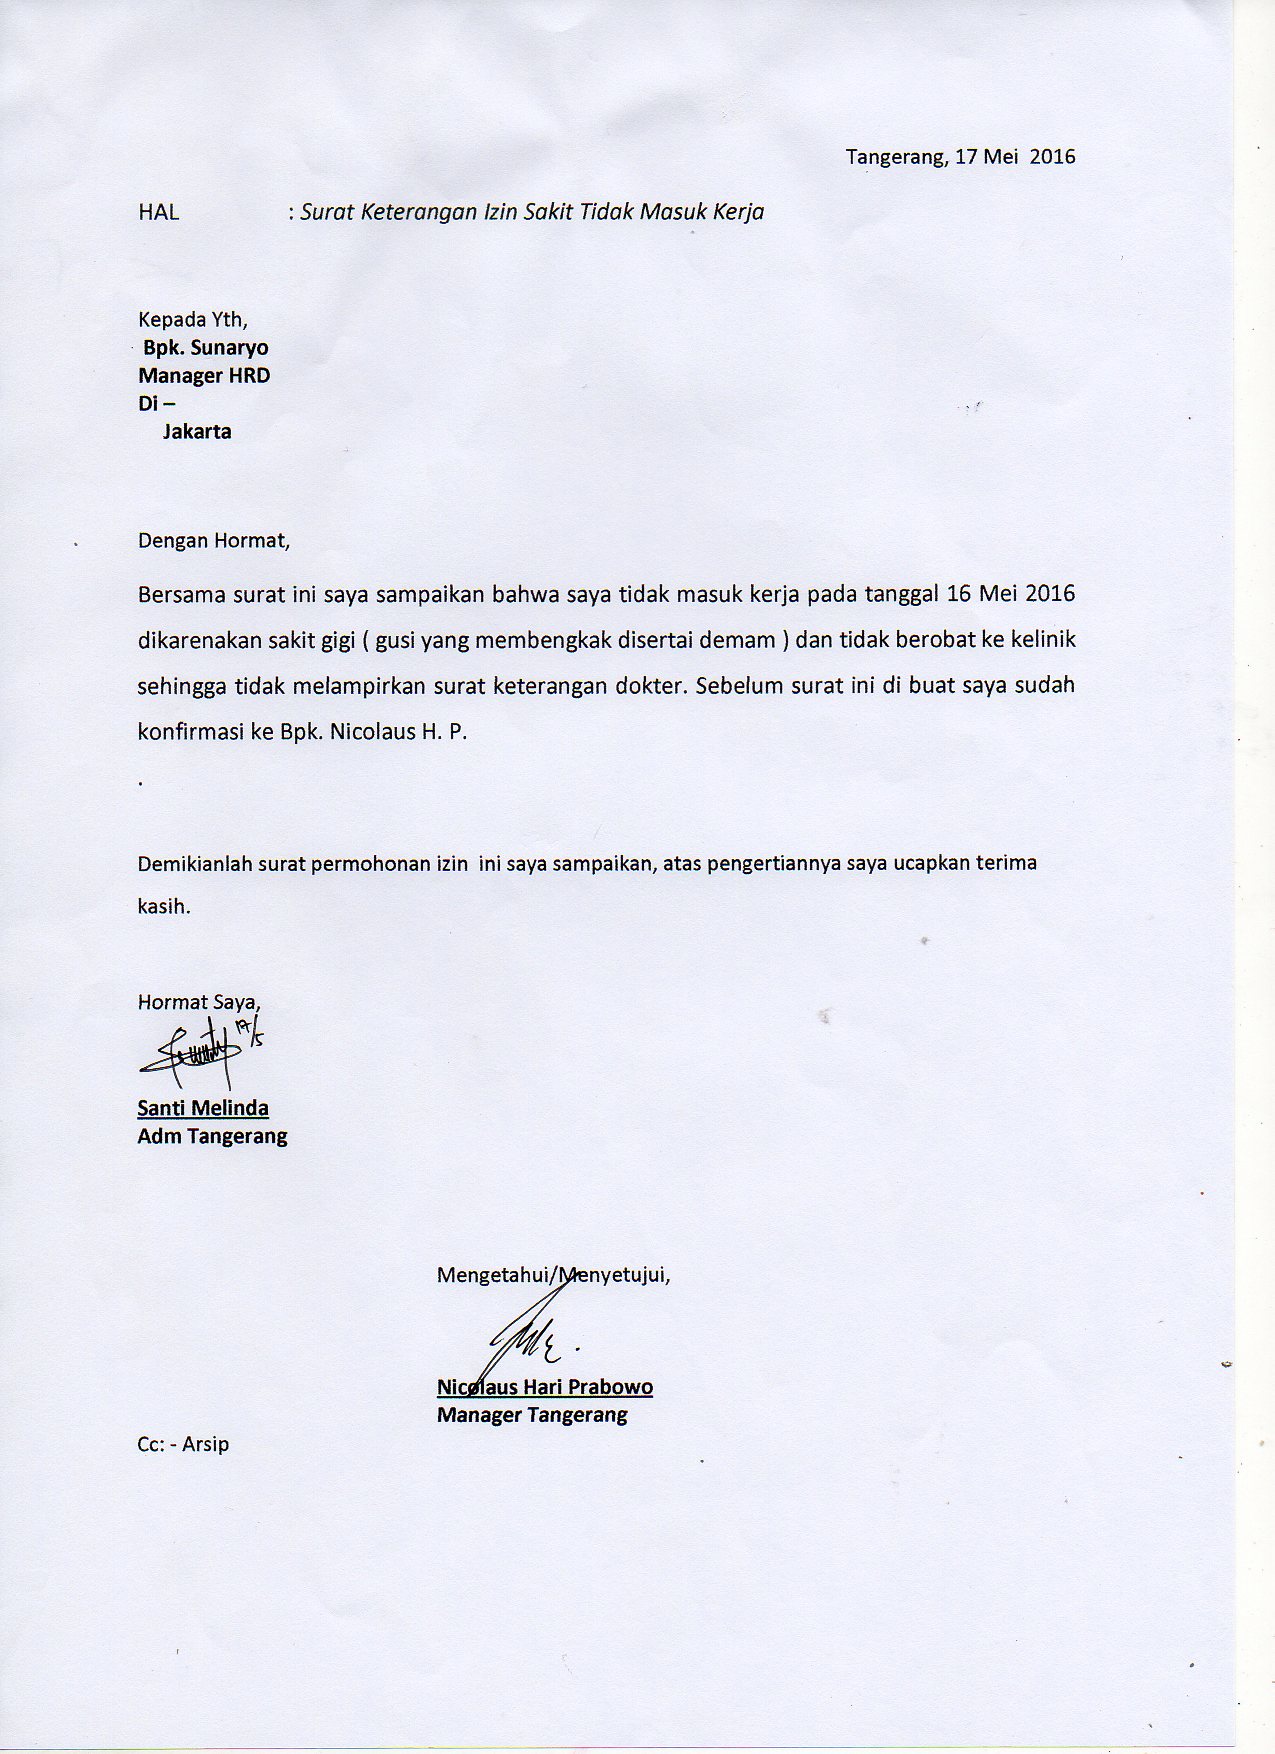 Tangerang, 17 Mei 2016
HAL : Surat Keterangan Izin Sakit Tidak Masuk Kerja
Kepada Yth,
Bpk. Sunaryo
Manager HRD
Di –
Jakarta
Dengan Hormat,
Bersama surat ini saya sampaikan bahwa saya tidak masuk kerja pada tanggal 16 Mei 2016
dikarenakan sakit gigi ( gusi yang membengkak disertai demam ) dan tidak berobat ke kelinik
sehingga tidak melampirkan surat keterangan dokter. Sebelum surat ini di buat saya sudah
konfirmasi ke Bpk. Nicolaus H. P.
.
Demikianlah surat permohonan izin ini saya sampaikan, atas pengertiannya saya ucapkan terima
kasih.
Hormat Saya,
17/5
Santi Melinda
Adm Tangerang
Mengetahui/Menyetujui,
Nicolaus Hari Prabowo
Manager Tangerang
Cc: - Arsip